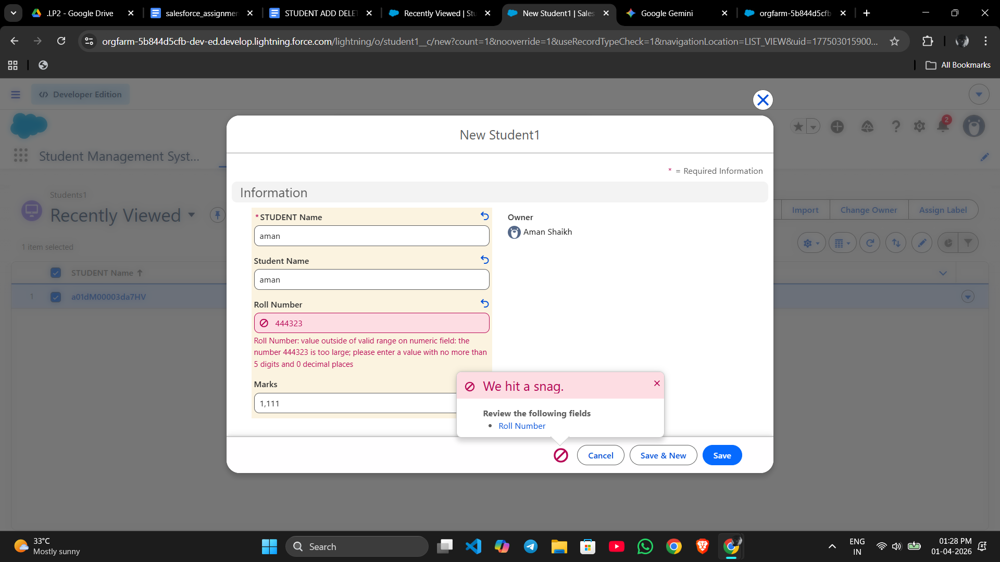 .LP2 - Google Drive
salesforce_assignmen
STUDENT ADD DELE
Recently Viewed | Stu
New Student1 | Sales
Google Gemini
orgfarm-5b844d5cfb
orgfarm-5b844d5cfb-dev-ed.develop.lightning.force.com/lightning/o/student1__c/new?count=1&nooverride=1&useRecordTypeCheck=1&navigationLocation=LIST_VIEW&uid=177503015900...
All Bookmarks
Developer Edition
2
Student Management Syst...
New Student1
* = Required Information
Information
Students1
Recently Viewed
Import
Change Owner
Assign Label
1 item selected
STUDENT Name
1
a01dM00003da7HV
*STUDENT Name
aman
Owner
Aman Shaikh
Student Name
aman
Roll Number
444323
Roll Number: value outside of valid range on numeric field: the
number 444323 is too large; please enter a value with no more than
5 digits and 0 decimal places
Marks
1,111
We hit a snag.
Review the following fields
• Roll Number
Cancel
Save & New
Save
33°C
Mostly sunny
Search
ENG
IN
01:28 PM
01-04-2026